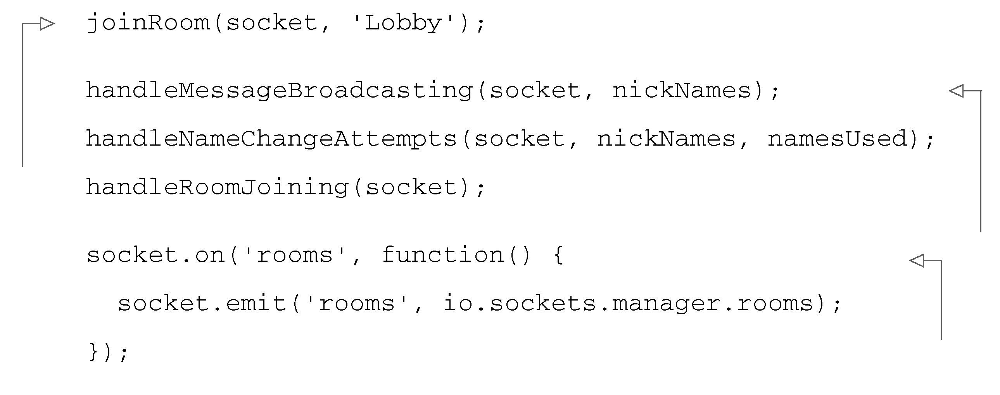 joinRoom(socket, 'Lobby');
handleMessageBroadcasting(socket, nickNames);
handleNameChangeAttempts(socket, nickNames, namesUsed);
handleRoomJoining(socket);
socket.on('rooms', function() {
  socket.emit('rooms', io.sockets.manager.rooms);
});